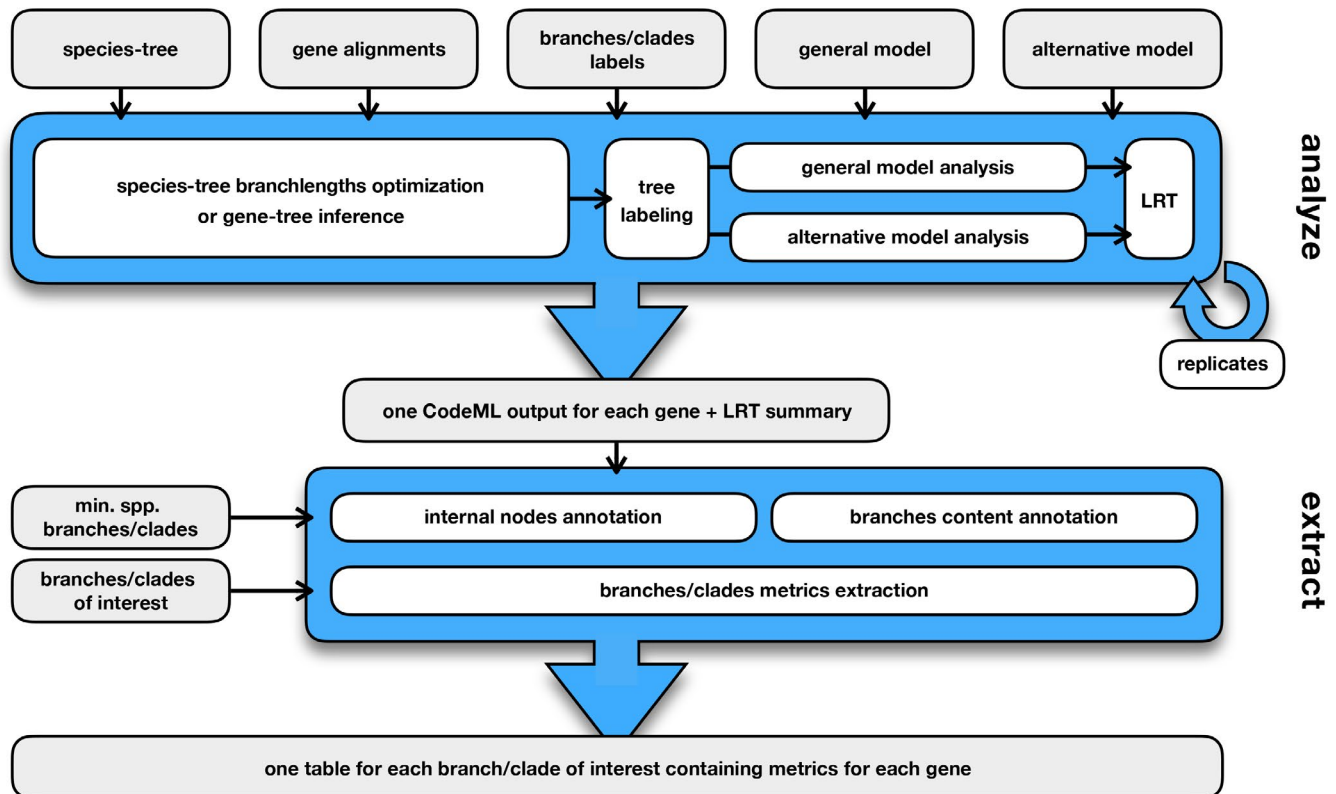 species-tree
gene alignments
branches/clades
labels
general model
alternative model
analyze
species-tree branchlengths optimization
or gene-tree inference
tree
labeling
general model analysis
alternative model analysis
LRT
replicates
one CodeML output for each gene + LRT summary
min. spp.
branches/clades
branches/clades
of interest
internal nodes annotation
branches content annotation
branches/clades metrics extraction
extract
one table for each branch/clade of interest containing metrics for each gene